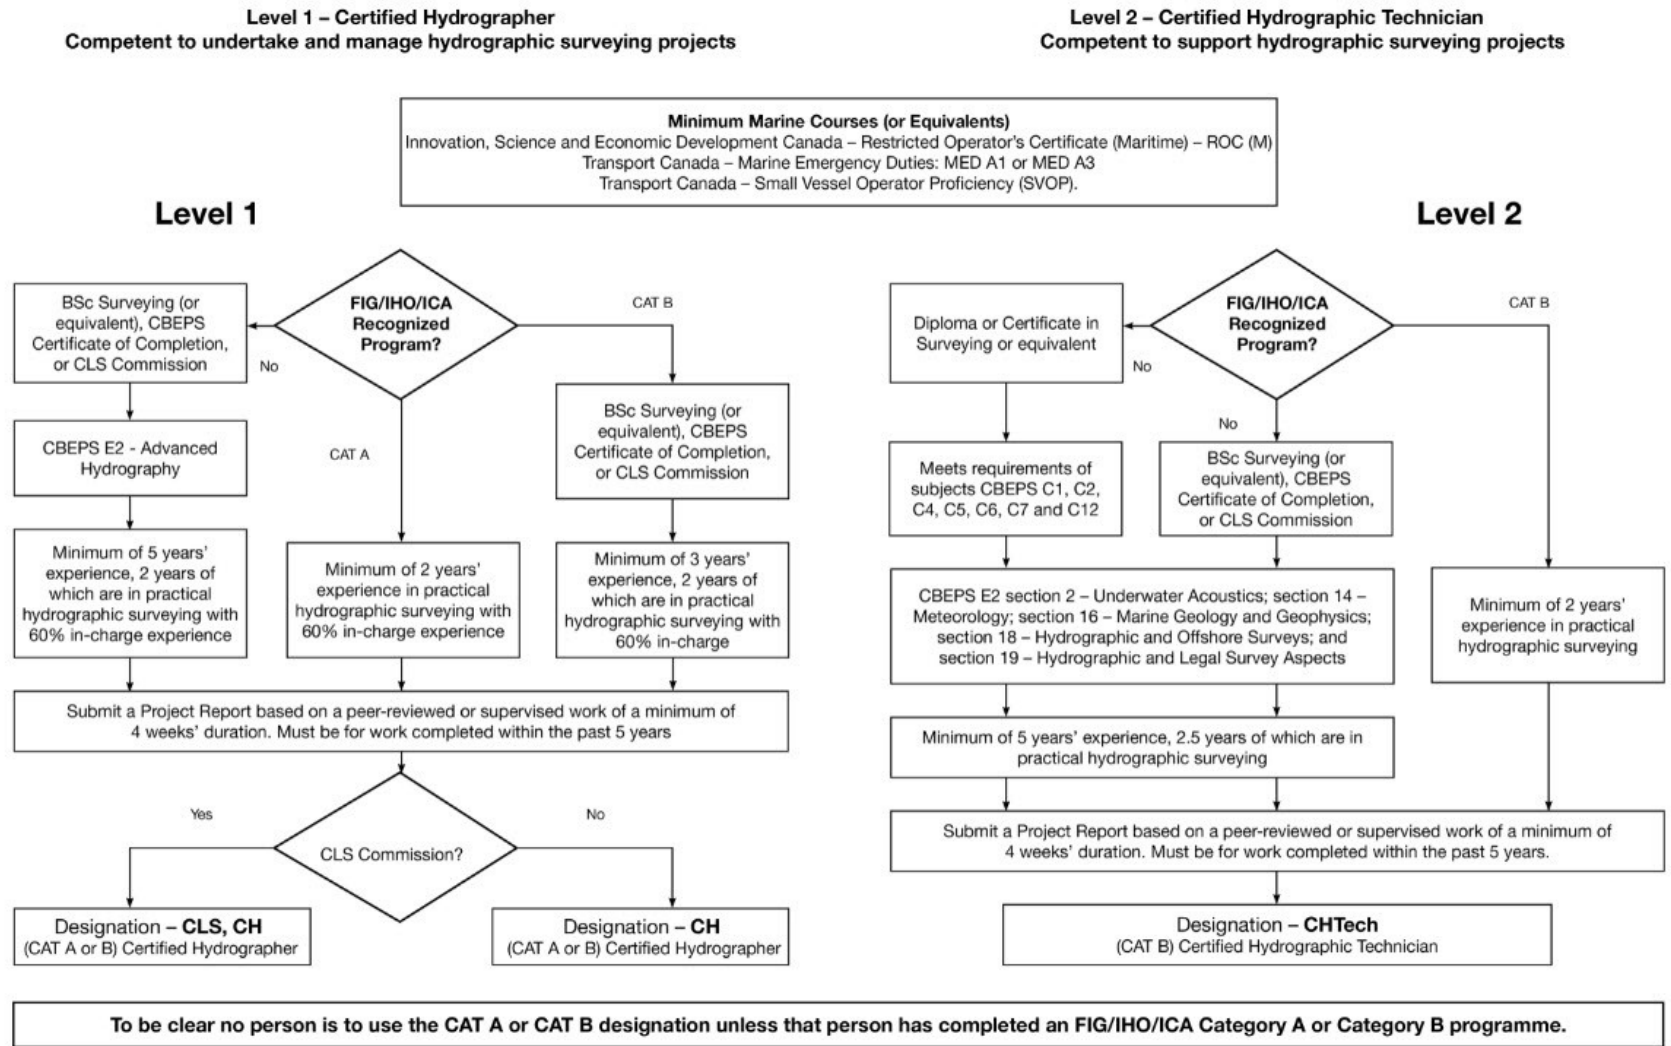 Level 1 – Certified Hydrographer
Competent to undertake and manage hydrographic surveying projects
Level 2 – Certified Hydrographic Technician
Competent to support hydrographic surveying projects
Minimum Marine Courses (or Equivalents)
Innovation, Science and Economic Development Canada – Restricted Operator's Certificate (Maritime) – ROC (M)
Transport Canada – Marine Emergency Duties: MED A1 or MED A3
Transport Canada – Small Vessel Operator Proficiency (SVOP).
Level 1
FIG/IHO/ICA
Recognized
Program?
No
CAT A
CAT B
BSc Surveying (or
equivalent), CBEPS
Certificate of Completion,
or CLS Commission
CBEPS E2 - Advanced
Hydrography
Minimum of 5 years'
experience, 2 years of
which are in practical
hydrographic surveying with
60% in-charge experience
Minimum of 2 years'
experience in practical
hydrographic surveying with
60% in-charge experience
BSc Surveying (or
equivalent), CBEPS
Certificate of Completion,
or CLS Commission
Minimum of 3 years'
experience, 2 years of
which are in practical
hydrographic surveying with
60% in-charge
Submit a Project Report based on a peer-reviewed or supervised work of a minimum of
4 weeks' duration. Must be for work completed within the past 5 years
CLS Commission?
Yes
No
Designation – CLS, CH
(CAT A or B) Certified Hydrographer
Designation – CH
(CAT A or B) Certified Hydrographer
Level 2
FIG/IHO/ICA
Recognized
Program?
No
No
CAT B
Diploma or Certificate in
Surveying or equivalent
Meets requirements of
subjects CBEPS C1, C2,
C4, C5, C6, C7 and C12
BSc Surveying (or
equivalent), CBEPS
Certificate of Completion,
or CLS Commission
CBEPS E2 section 2 – Underwater Acoustics; section 14 –
Meteorology; section 16 – Marine Geology and Geophysics;
section 18 – Hydrographic and Offshore Surveys; and
section 19 – Hydrographic and Legal Survey Aspects
Minimum of 2 years'
experience in practical
hydrographic surveying
Minimum of 5 years' experience, 2.5 years of which are in
practical hydrographic surveying
Submit a Project Report based on a peer-reviewed or supervised work of a minimum of
4 weeks' duration. Must be for work completed within the past 5 years.
Designation – CHTech
(CAT B) Certified Hydrographic Technician
To be clear no person is to use the CAT A or CAT B designation unless that person has completed an FIG/IHO/ICA Category A or Category B programme.